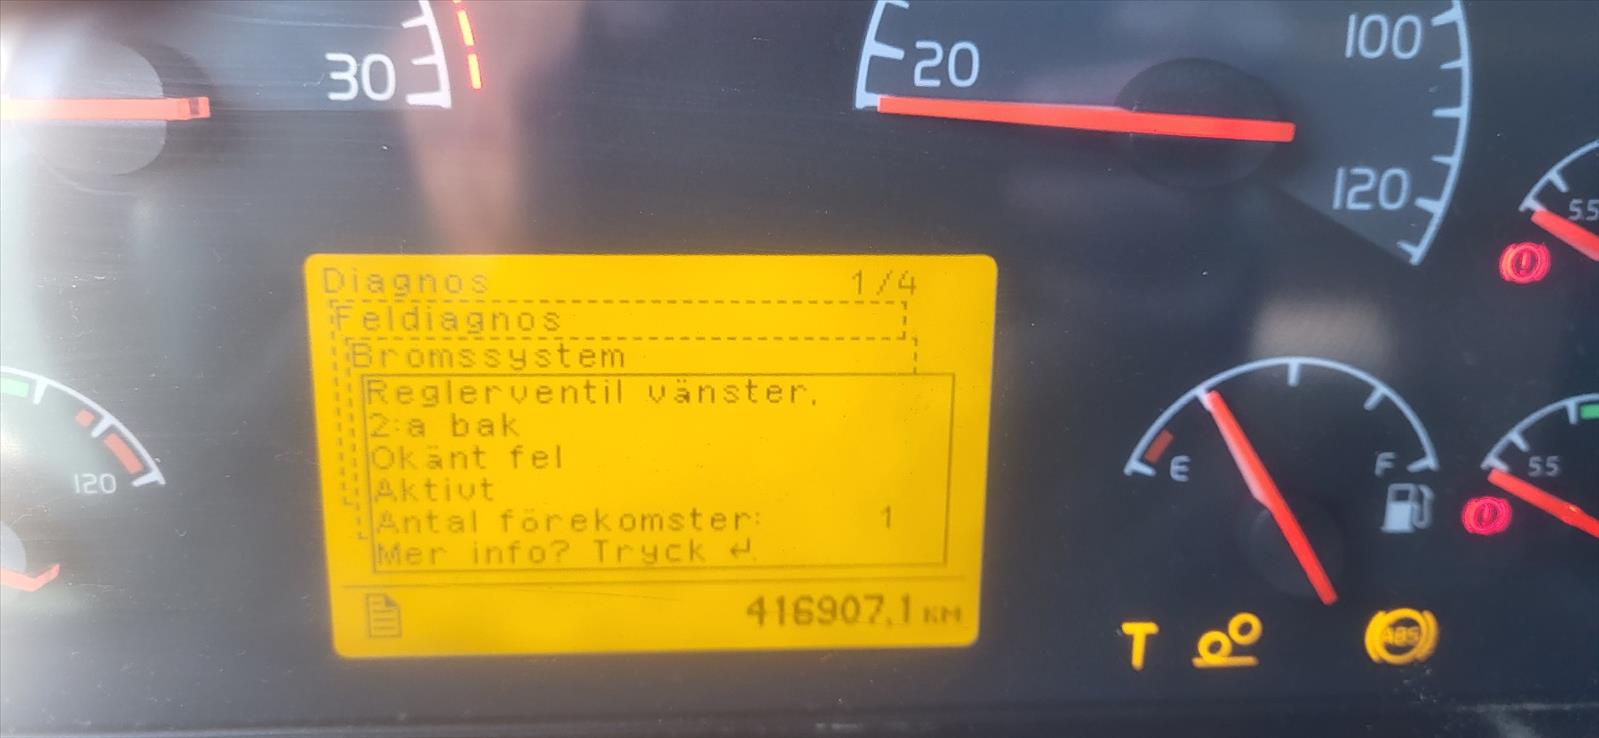 30
20
100
120
55
Diagnos 1/4
Feldiagnos
Bromssystem
Reglerventil vänster,
2:a bak
Okänt fel
Aktivt
Antal förekomster: 1
Mer info? Tryck ↵
416907,1 KM
120
E
F
55
T
ABS